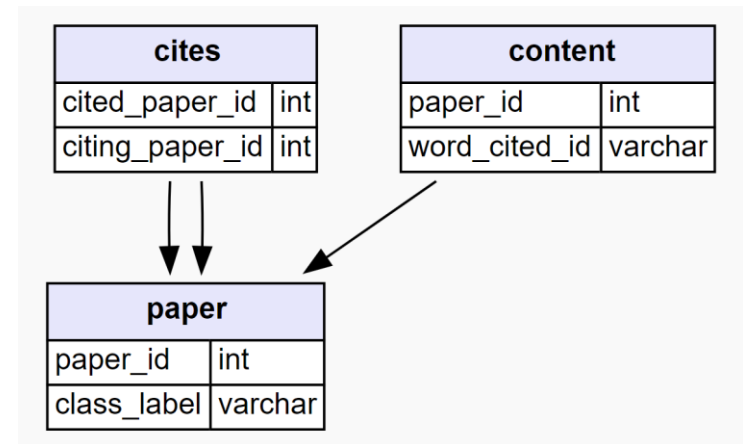 cites
cited_paper_id int
citing_paper_id int
content
paper_id int
word_cited_id varchar
paper
paper_id int
class_label varchar